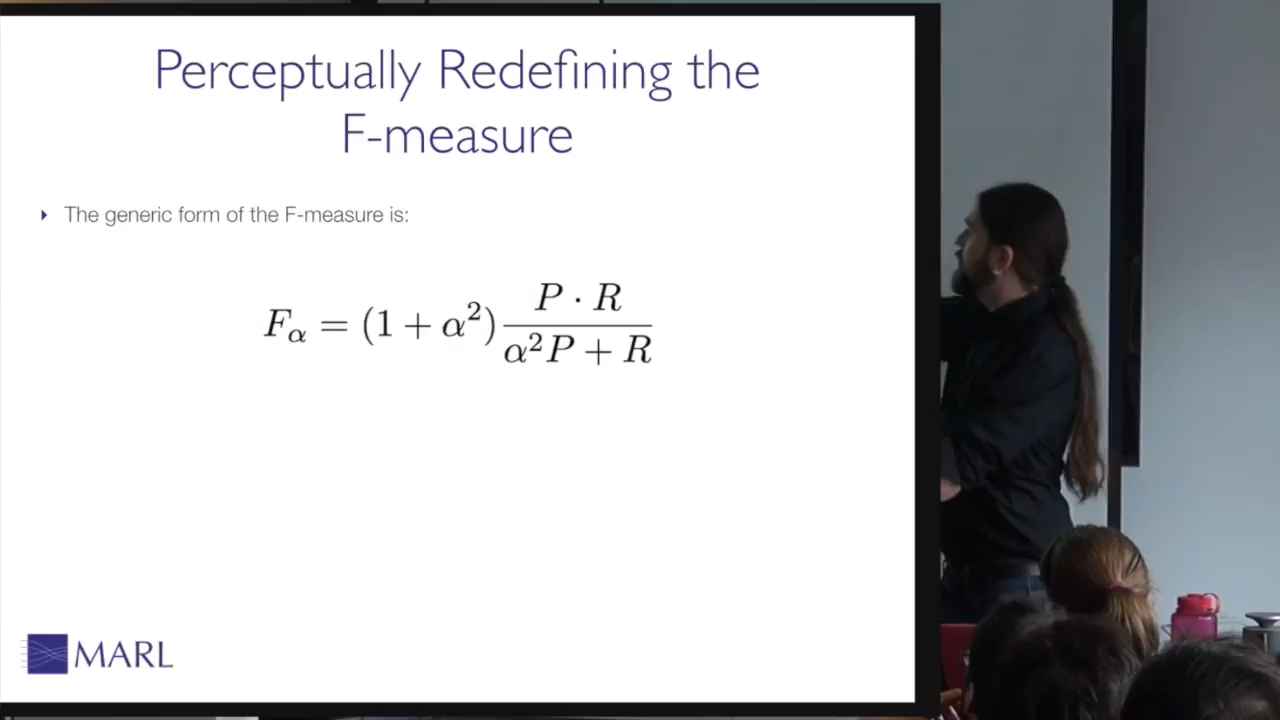 Perceptually Redefining the
F-measure
The generic form of the F-measure is:
F_α = (1 + α²) P · R / α²P + R
MARL